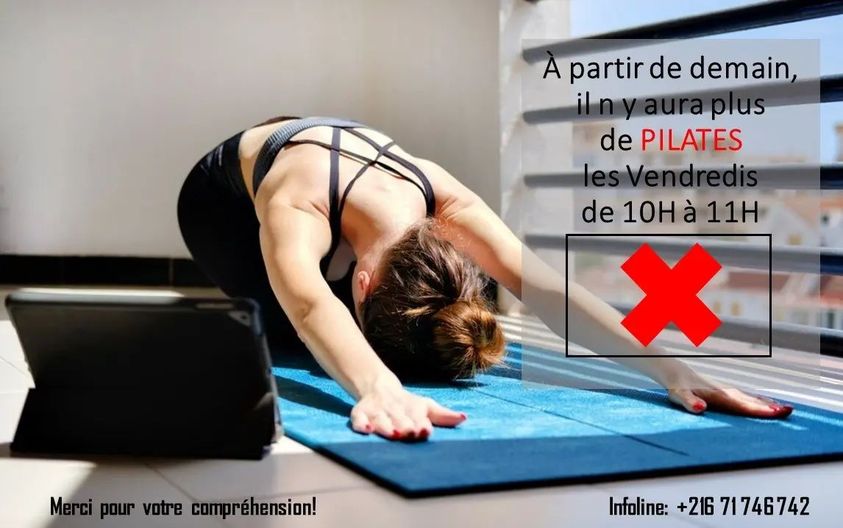 À partir de demain,
il n y aura plus
de PILATES
les Vendredis
de 10H à 11H
Merci pour votre compréhension!
Infoline: +216 71 746 742